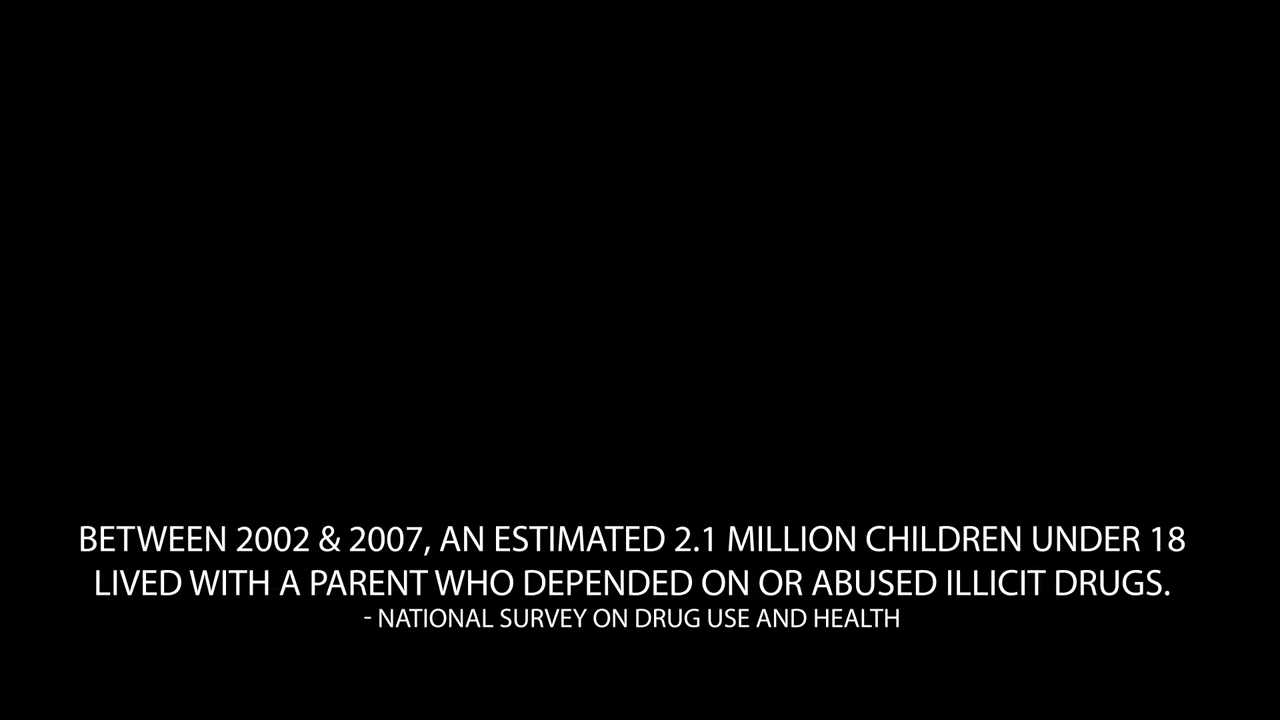 BETWEEN 2002 & 2007, AN ESTIMATED 2.1 MILLION CHILDREN UNDER 18
LIVED WITH A PARENT WHO DEPENDED ON OR ABUSED ILLICIT DRUGS.
- NATIONAL SURVEY ON DRUG USE AND HEALTH